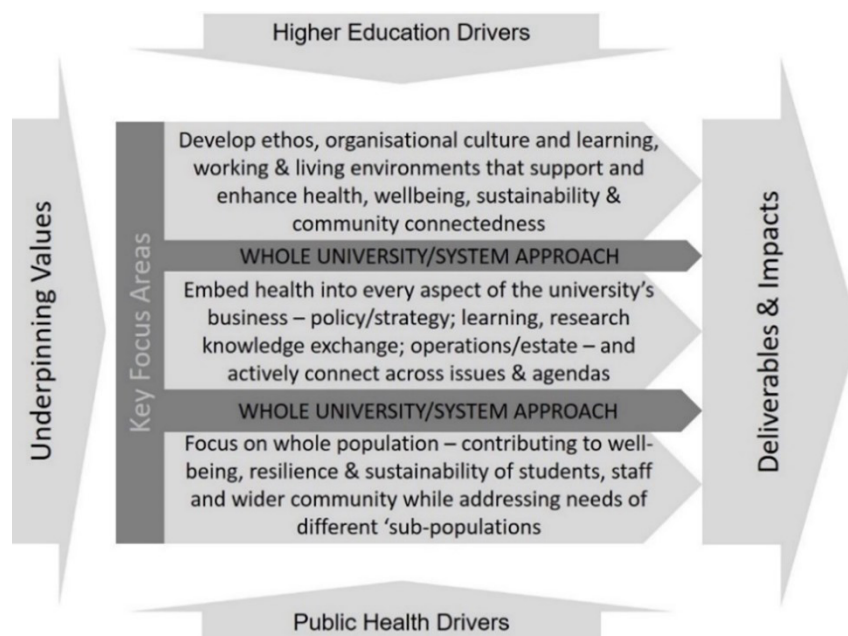 Higher Education Drivers
Underpinning Values
Key Focus Areas
Develop ethos, organisational culture and learning,
working & living environments that support and
enhance health, wellbeing, sustainability &
community connectedness
WHOLE UNIVERSITY/SYSTEM APPROACH
Embed health into every aspect of the university's
business – policy/strategy; learning, research
knowledge exchange; operations/estate – and
actively connect across issues & agendas
WHOLE UNIVERSITY/SYSTEM APPROACH
Focus on whole population – contributing to well-
being, resilience & sustainability of students, staff
and wider community while addressing needs of
different ‘sub-populations
Deliverables & Impacts
Public Health Drivers